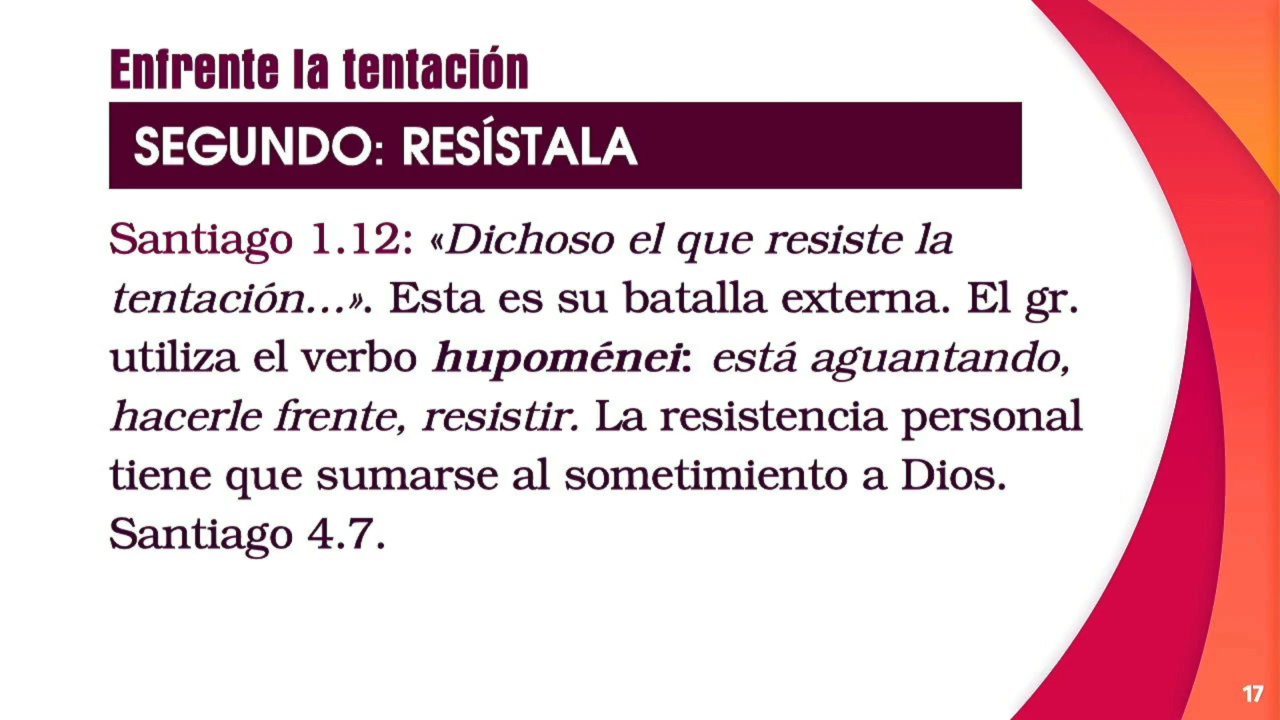 Enfrente la tentación
SEGUNDO: RESÍSTALA
Santiago 1.12: «Dichoso el que resiste la
tentación...». Esta es su batalla externa. El gr.
utiliza el verbo hupoménei: está aguantando,
hacerle frente, resistir. La resistencia personal
tiene que sumarse al sometimiento a Dios.
Santiago 4.7.
17